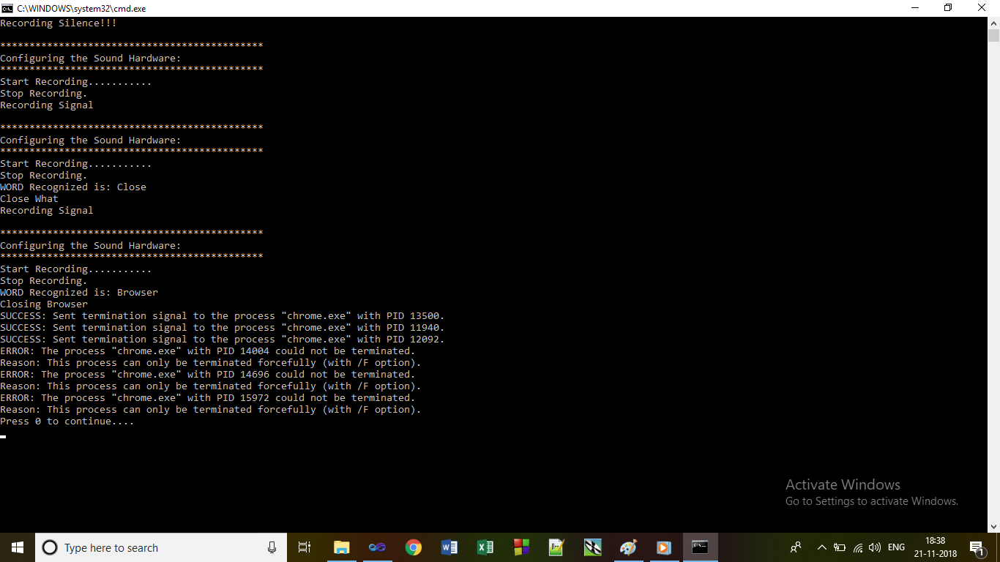 C:\WINDOWS\system32\cmd.exe
Recording Silence!!!
*********************************************
Configuring the Sound Hardware:
*********************************************
Start Recording...........
Stop Recording.
Recording Signal
*********************************************
Configuring the Sound Hardware:
*********************************************
Start Recording...........
Stop Recording.
WORD Recognized is: Close
Close What
Recording Signal
*********************************************
Configuring the Sound Hardware:
*********************************************
Start Recording...........
Stop Recording.
WORD Recognized is: Browser
Closing Browser
SUCCESS: Sent termination signal to the process "chrome.exe" with PID 13500.
SUCCESS: Sent termination signal to the process "chrome.exe" with PID 11940.
SUCCESS: Sent termination signal to the process "chrome.exe" with PID 12092.
ERROR: The process "chrome.exe" with PID 14004 could not be terminated.
Reason: This process can only be terminated forcefully (with /F option).
ERROR: The process "chrome.exe" with PID 14696 could not be terminated.
Reason: This process can only be terminated forcefully (with /F option).
ERROR: The process "chrome.exe" with PID 15972 could not be terminated.
Reason: This process can only be terminated forcefully (with /F option).
Press 0 to continue....
Activate Windows
Go to Settings to activate Windows.
Type here to search
ENG
18:38
21-11-2018
1